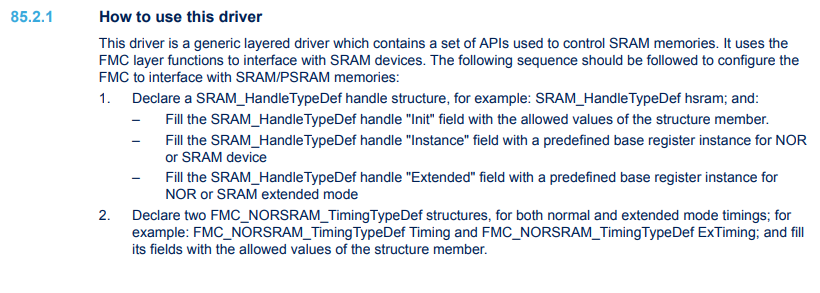 85.2.1 How to use this driver
This driver is a generic layered driver which contains a set of APIs used to control SRAM memories. It uses the
FMC layer functions to interface with SRAM devices. The following sequence should be followed to configure the
FMC to interface with SRAM/PSRAM memories:
1. Declare a SRAM_HandleTypeDef handle structure, for example: SRAM_HandleTypeDef hsram; and:
– Fill the SRAM_HandleTypeDef handle "Init" field with the allowed values of the structure member.
– Fill the SRAM_HandleTypeDef handle "Instance" field with a predefined base register instance for NOR
or SRAM device
– Fill the SRAM_HandleTypeDef handle "Extended" field with a predefined base register instance for
NOR or SRAM extended mode
2. Declare two FMC_NORSRAM_TimingTypeDef structures, for both normal and extended mode timings; for
example: FMC_NORSRAM_TimingTypeDef Timing and FMC_NORSRAM_TimingTypeDef ExTiming; and fill
its fields with the allowed values of the structure member.